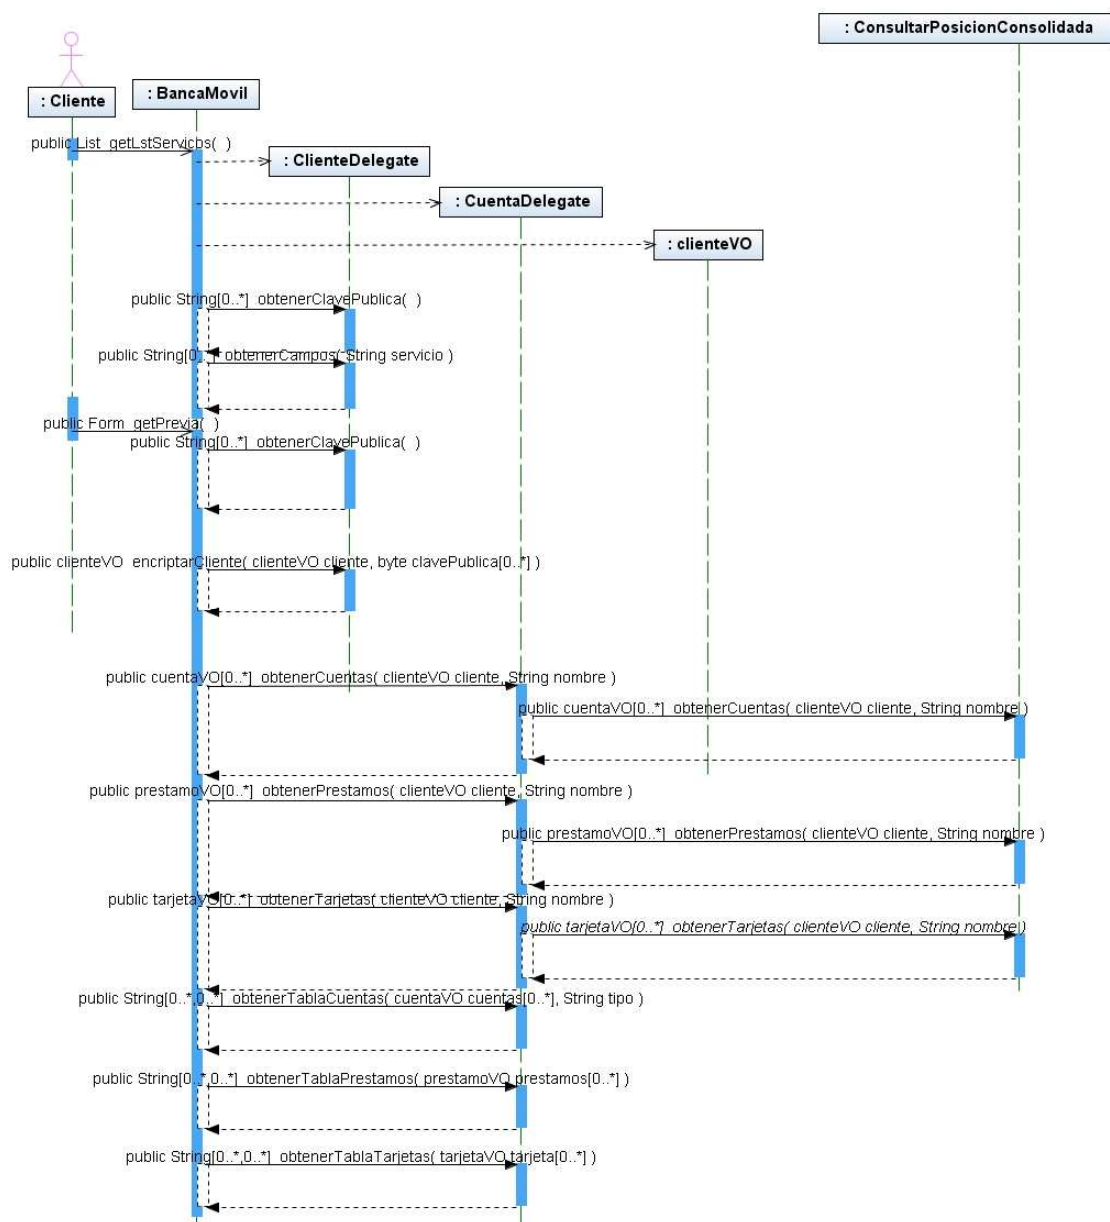 : ConsultarPosicionConsolidada
: Cliente
: BancaMovil
public List getLstServicos( )
: ClienteDelegate
: CuentaDelegate
: clienteVO
public String[0..*] obtenerClavePublica( )
public String[0..*] obtenerCampos( String servicio )
public Form getPrevia( )
public String[0..*] obtenerClavePublica( )
public clienteVO encriptarCliente( clienteVO cliente, byte clavePublica[0..*] )
public cuentaVO[0..*] obtenerCuentas( clienteVO cliente, String nombre )
public cuentaVO[0..*] obtenerCuentas( clienteVO cliente, String nombre )
public prestamoVO[0..*] obtenerPrestamos( clienteVO cliente, String nombre )
public prestamoVO[0..*] obtenerPrestamos( clienteVO cliente, String nombre )
public tarjetaVO[0..*] obtenerTarjetas( clienteVO cliente, String nombre )
public tarjetaVO[0..*] obtenerTarjetas( clienteVO cliente, String nombre )
public String[0..*,0..*] obtenerTablaCuentas( cuentaVO cuentas[0..*], String tipo )
public String[0..*,0..*] obtenerTablaPrestamos( prestamoVO prestamos[0..*] )
public String[0..*,0..*] obtenerTablaTarjetas( tarjetaVO tarjeta[0..*] )